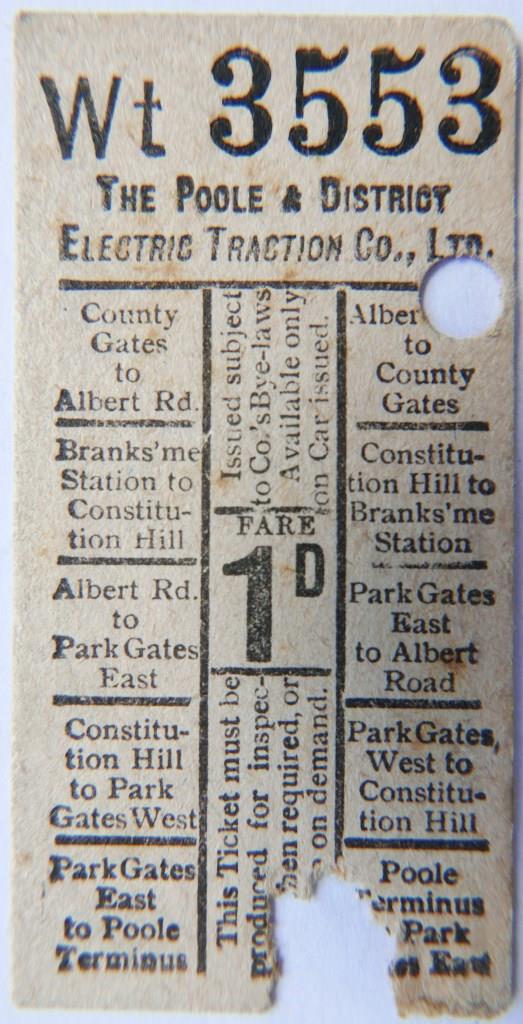 Wt 3553
THE POOLE & DISTRICT
ELECTRIC TRACTION CO., LTD.
County
Gates
to
Albert Rd.
Branks'me
Station to
Constitu-
tion Hill
Albert Rd.
to
Park Gates
East
Constitu-
tion Hill
to Park
Gates West
Park Gates
East
to Poole
Terminus
Issued subject
to Co.'s Bye-laws
Available only
on Car issued.
FARE
1D
This Ticket must be
produced for inspec-
required, or
on demand.
to
County
Gates
Constitu-
tion Hill to
Branks'me
Station
Park Gates
East
to Albert
Road
Park Gates,
West to
Constitu-
tion Hill
Poole
Terminus
Park
East